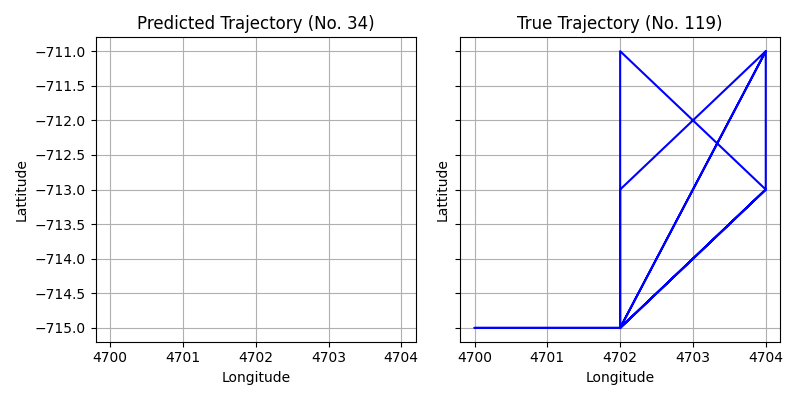 Predicted Trajectory (No. 34)
True Trajectory (No. 119)
−711.0
−711.5
−712.0
−712.5
−713.0
−713.5
−714.0
−714.5
−715.0
Lattitude
Lattitude
4700 4701 4702 4703 4704
4700 4701 4702 4703 4704
Longitude
Longitude